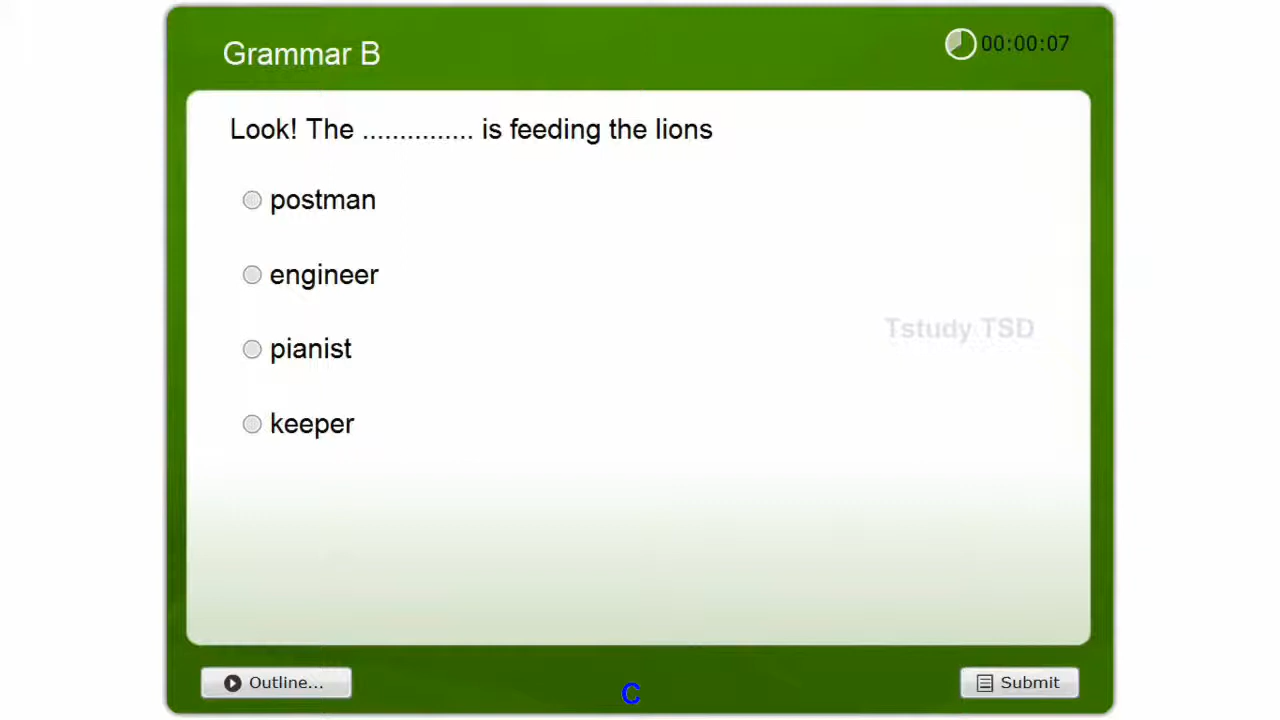 Grammar B
00:00:07
Look! The ............... is feeding the lions
postman
engineer
pianist
Tstudy TSD
keeper
Outline...
C
Submit